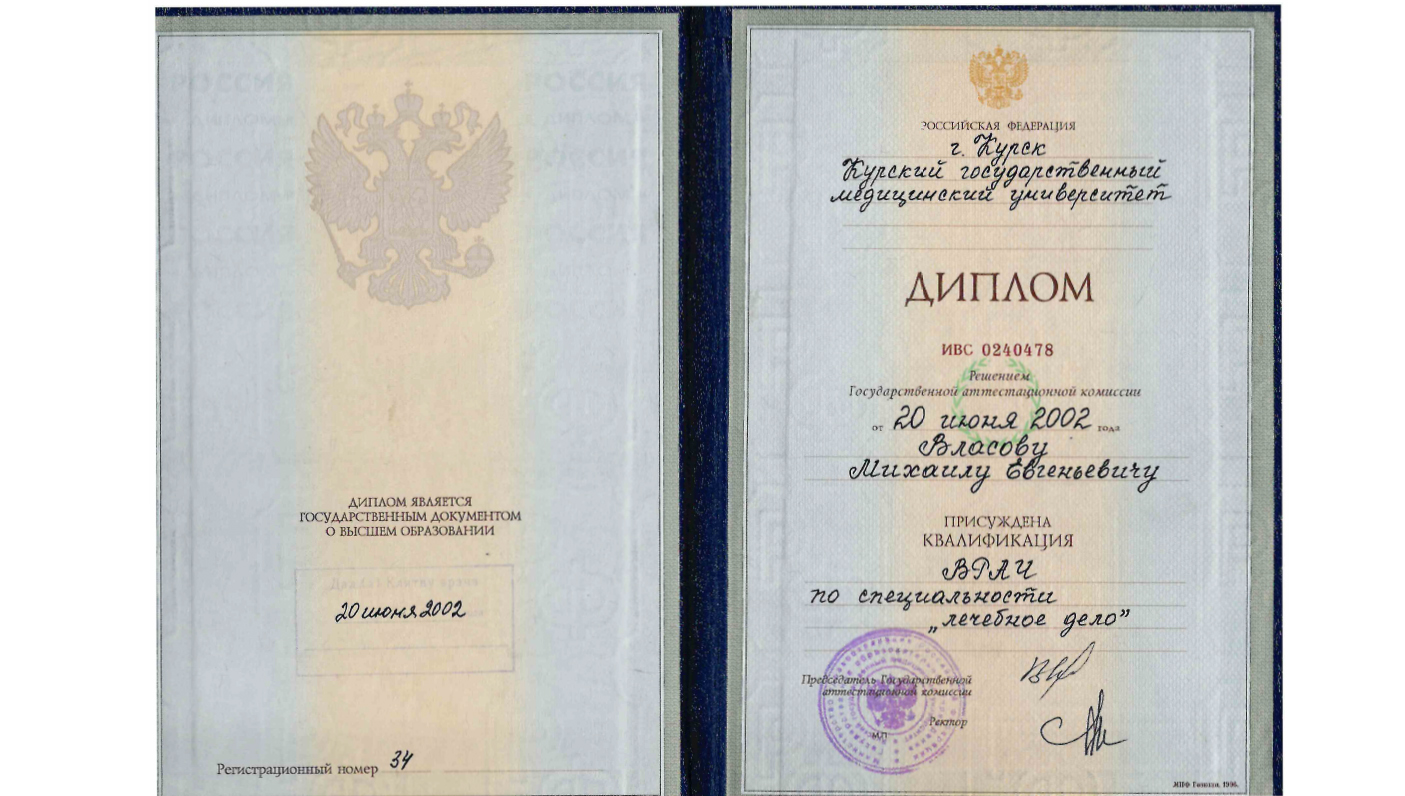 ДИПЛОМ ЯВЛЯЕТСЯ
ГОСУДАРСТВЕННЫМ ДОКУМЕНТОМ
О ВЫСШЕМ ОБРАЗОВАНИИ
20 июня 2002
Регистрационный номер 34
РОССИЙСКАЯ ФЕДЕРАЦИЯ
г. Курск
Курский государственный
медицинский университет
ДИПЛОМ
ИВС 0240478
Решением
Государственной аттестационной комиссии
от 20 июня 2002 года
Власову
Михаилу Евгеньевичу
ПРИСУЖДЕНА
КВАЛИФИКАЦИЯ
ВРАЧ
по специальности
„лечебное дело”
Председатель Государственной
аттестационной комиссии
Ректор
М.П.